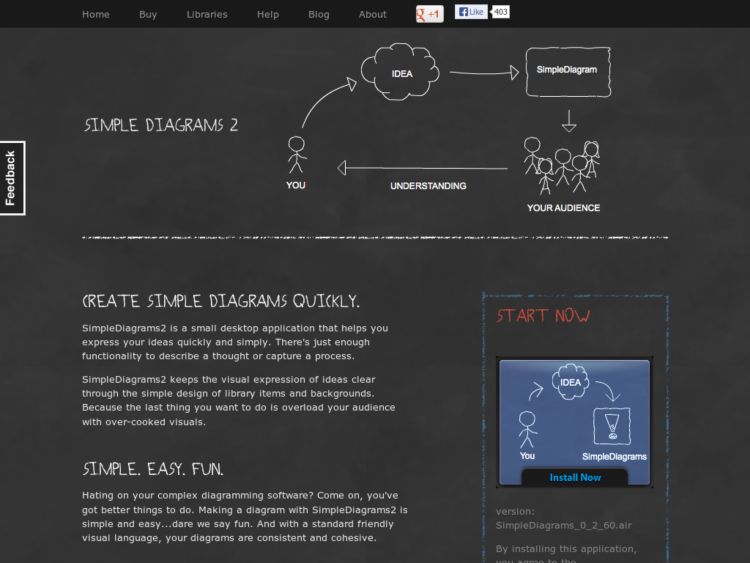 Home Buy Libraries Help Blog About +1 Like 403
IDEA
SimpleDiagram
SIMPLE DIAGRAMS 2
Feedback
YOU
UNDERSTANDING
YOUR AUDIENCE
CREATE SIMPLE DIAGRAMS QUICKLY.
SimpleDiagrams2 is a small desktop application that helps you
express your ideas quickly and simply. There's just enough
functionality to describe a thought or capture a process.
SimpleDiagrams2 keeps the visual expression of ideas clear
through the simple design of library items and backgrounds.
Because the last thing you want to do is overload your audience
with over-cooked visuals.
SIMPLE. EASY. FUN.
Hating on your complex diagramming software? Come on, you've
got better things to do. Making a diagram with SimpleDiagrams2 is
simple and easy...dare we say fun. And with a standard friendly
visual language, your diagrams are consistent and cohesive.
START NOW
IDEA
You
SimpleDiagrams
Install Now
version:
SimpleDiagrams_0_2_60.air
By installing this application,
you agree to the